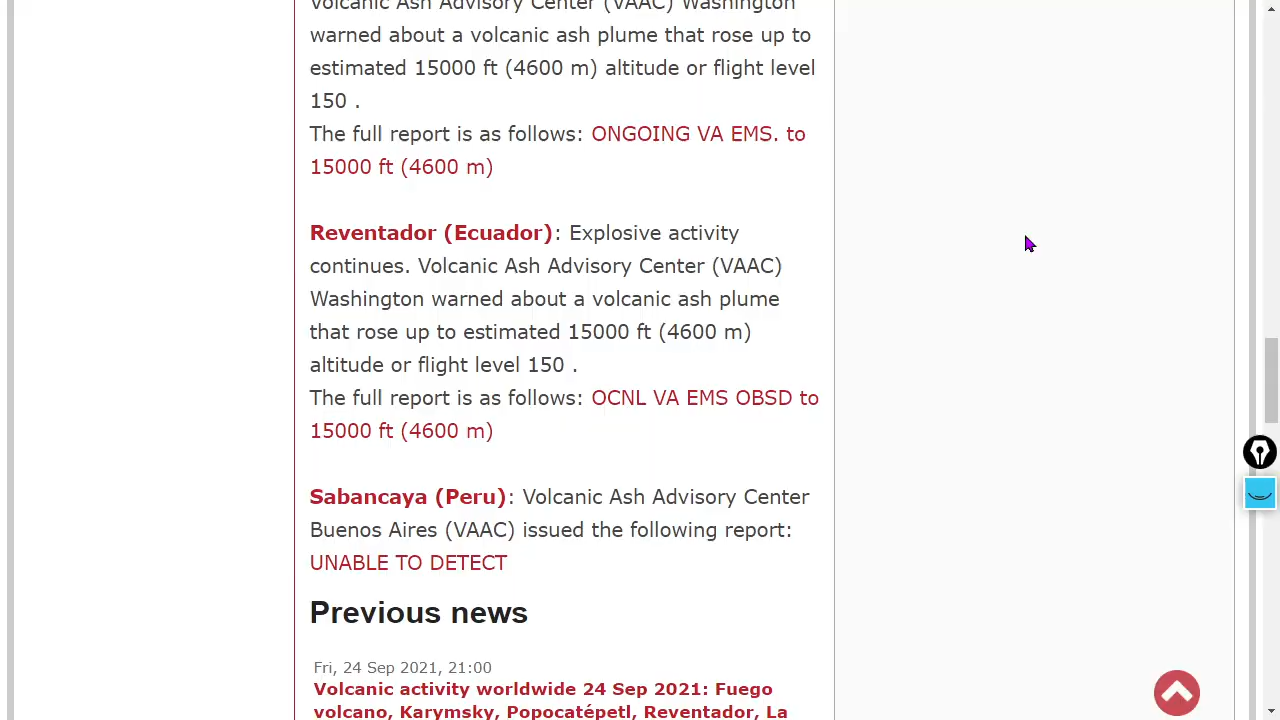 Volcanic Ash Advisory Center (VAAC) Washington
warned about a volcanic ash plume that rose up to
estimated 15000 ft (4600 m) altitude or flight level
150 .
The full report is as follows: ONGOING VA EMS. to
15000 ft (4600 m)
Reventador (Ecuador): Explosive activity
continues. Volcanic Ash Advisory Center (VAAC)
Washington warned about a volcanic ash plume
that rose up to estimated 15000 ft (4600 m)
altitude or flight level 150 .
The full report is as follows: OCNL VA EMS OBSD to
15000 ft (4600 m)
Sabancaya (Peru): Volcanic Ash Advisory Center
Buenos Aires (VAAC) issued the following report:
UNABLE TO DETECT
Previous news
Fri, 24 Sep 2021, 21:00
Volcanic activity worldwide 24 Sep 2021: Fuego
volcano, Karymsky, Popocatépetl, Reventador, La